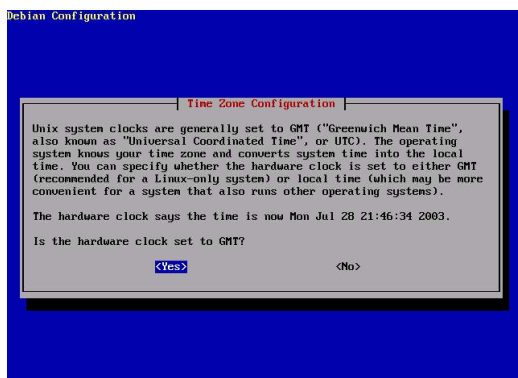 Debian Configuration
Time Zone Configuration
Unix system clocks are generally set to GMT ("Greenwich Mean Time",
also known as "Universal Coordinated Time", or UTC). The operating
system knows your time zone and converts system time into the local
time. You can specify whether the hardware clock is set to either GMT
(recommended for a Linux-only system) or local time (which may be more
convenient for a system that also runs other operating systems).
The hardware clock says the time is now Mon Jul 28 21:46:34 2003.
Is the hardware clock set to GMT?
<Yes> <No>